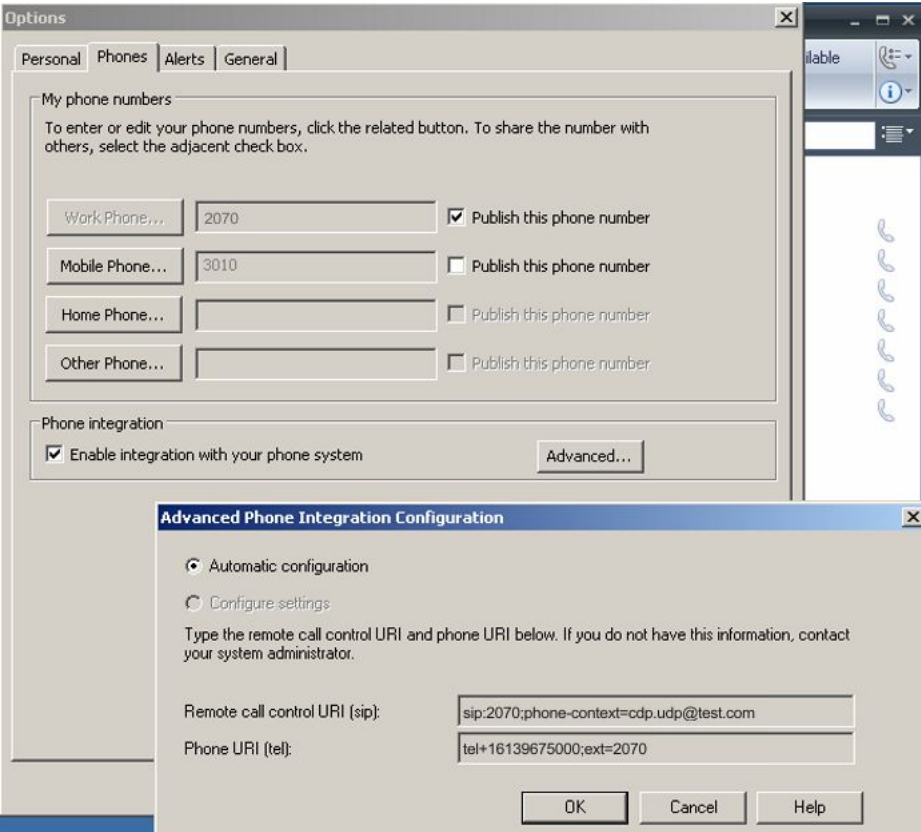 Options
ilable
Personal Phones Alerts General
My phone numbers
To enter or edit your phone numbers, click the related button. To share the number with
others, select the adjacent check box.
Work Phone... 2070 Publish this phone number
Mobile Phone... 3010 Publish this phone number
Home Phone... Publish this phone number
Other Phone... Publish this phone number
Phone integration
Enable integration with your phone system Advanced...
Advanced Phone Integration Configuration
Automatic configuration
Configure settings
Type the remote call control URI and phone URI below. If you do not have this information, contact
your system administrator.
Remote call control URI (sip): sip:2070;phone-context=cdp.udp@test.com
Phone URI (tel): tel+16139675000;ext=2070
OK Cancel Help